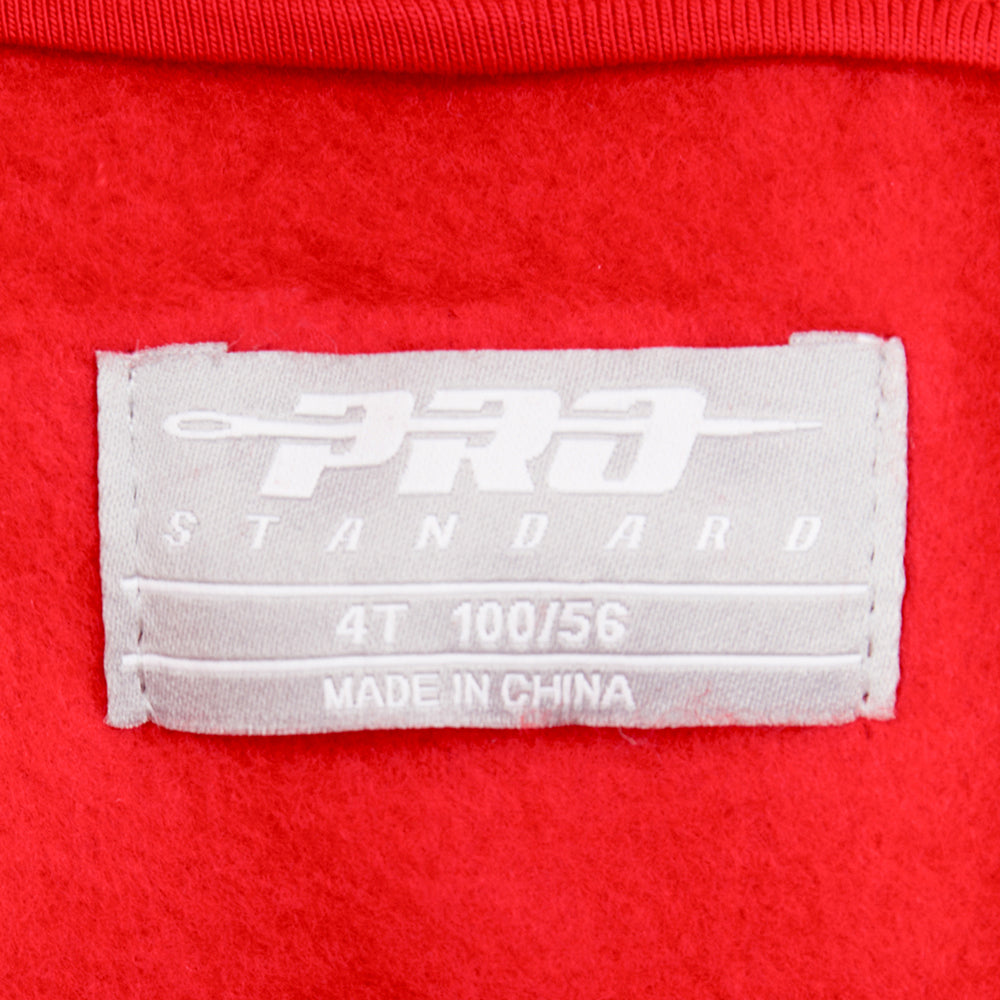 PRO
STANDARD
4T 100/56
MADE IN CHINA